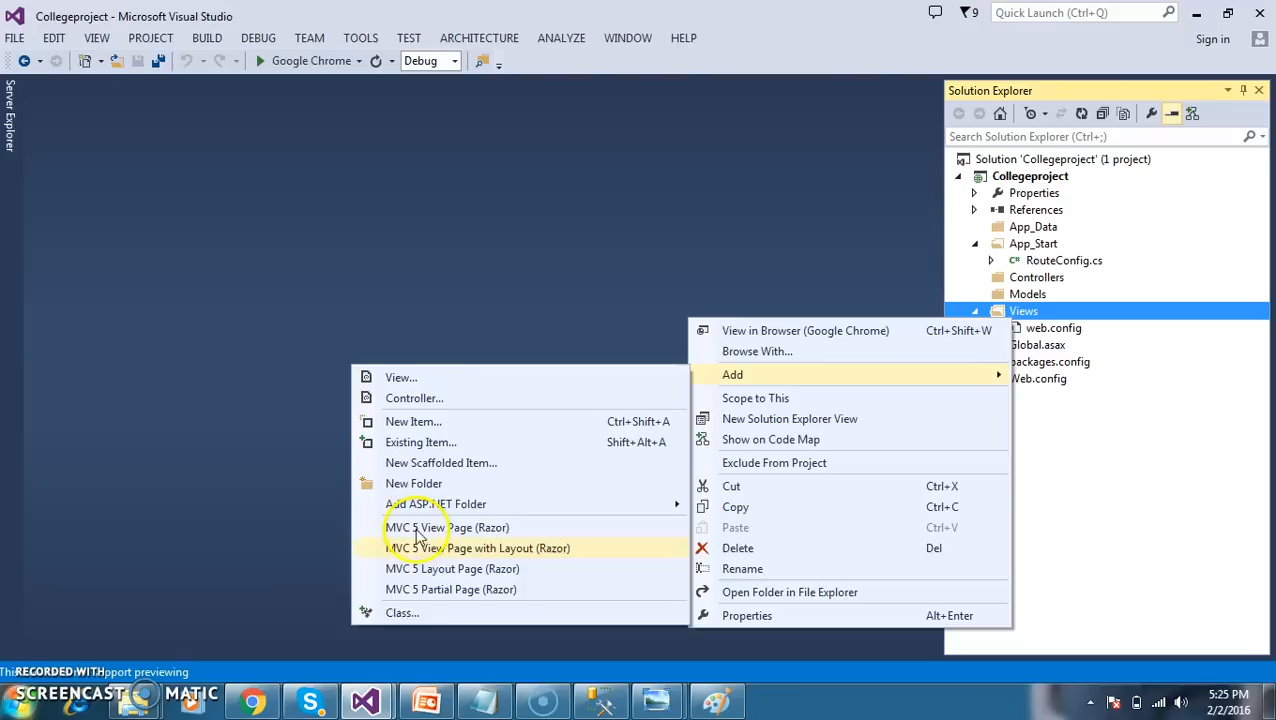 Collegeproject - Microsoft Visual Studio
9
Quick Launch (Ctrl+Q)
FILE EDIT VIEW PROJECT BUILD DEBUG TEAM TOOLS TEST ARCHITECTURE ANALYZE WINDOW HELP
Sign in
Google Chrome
Debug
Server Explorer
Solution Explorer
Search Solution Explorer (Ctrl+;)
Solution 'Collegeproject' (1 project)
Collegeproject
Properties
References
App_Data
App_Start
C# RouteConfig.cs
Controllers
Models
Views
web.config
Global.asax
packages.config
Web.config
View in Browser (Google Chrome) Ctrl+Shift+W
Browse With...
Add
Scope to This
New Solution Explorer View
Show on Code Map
Exclude From Project
Cut Ctrl+X
Copy Ctrl+C
Paste Ctrl+V
Delete Del
Rename
Open Folder in File Explorer
Properties Alt+Enter
View...
Controller...
New Item... Ctrl+Shift+A
Existing Item... Shift+Alt+A
New Scaffolded Item...
New Folder
Add ASP.NET Folder
MVC 5 View Page (Razor)
MVC 5 View Page with Layout (Razor)
MVC 5 Layout Page (Razor)
MVC 5 Partial Page (Razor)
Class...
support previewing
RECORDED WITH
SCREENCAST MATIC
5:25 PM
2/2/2016